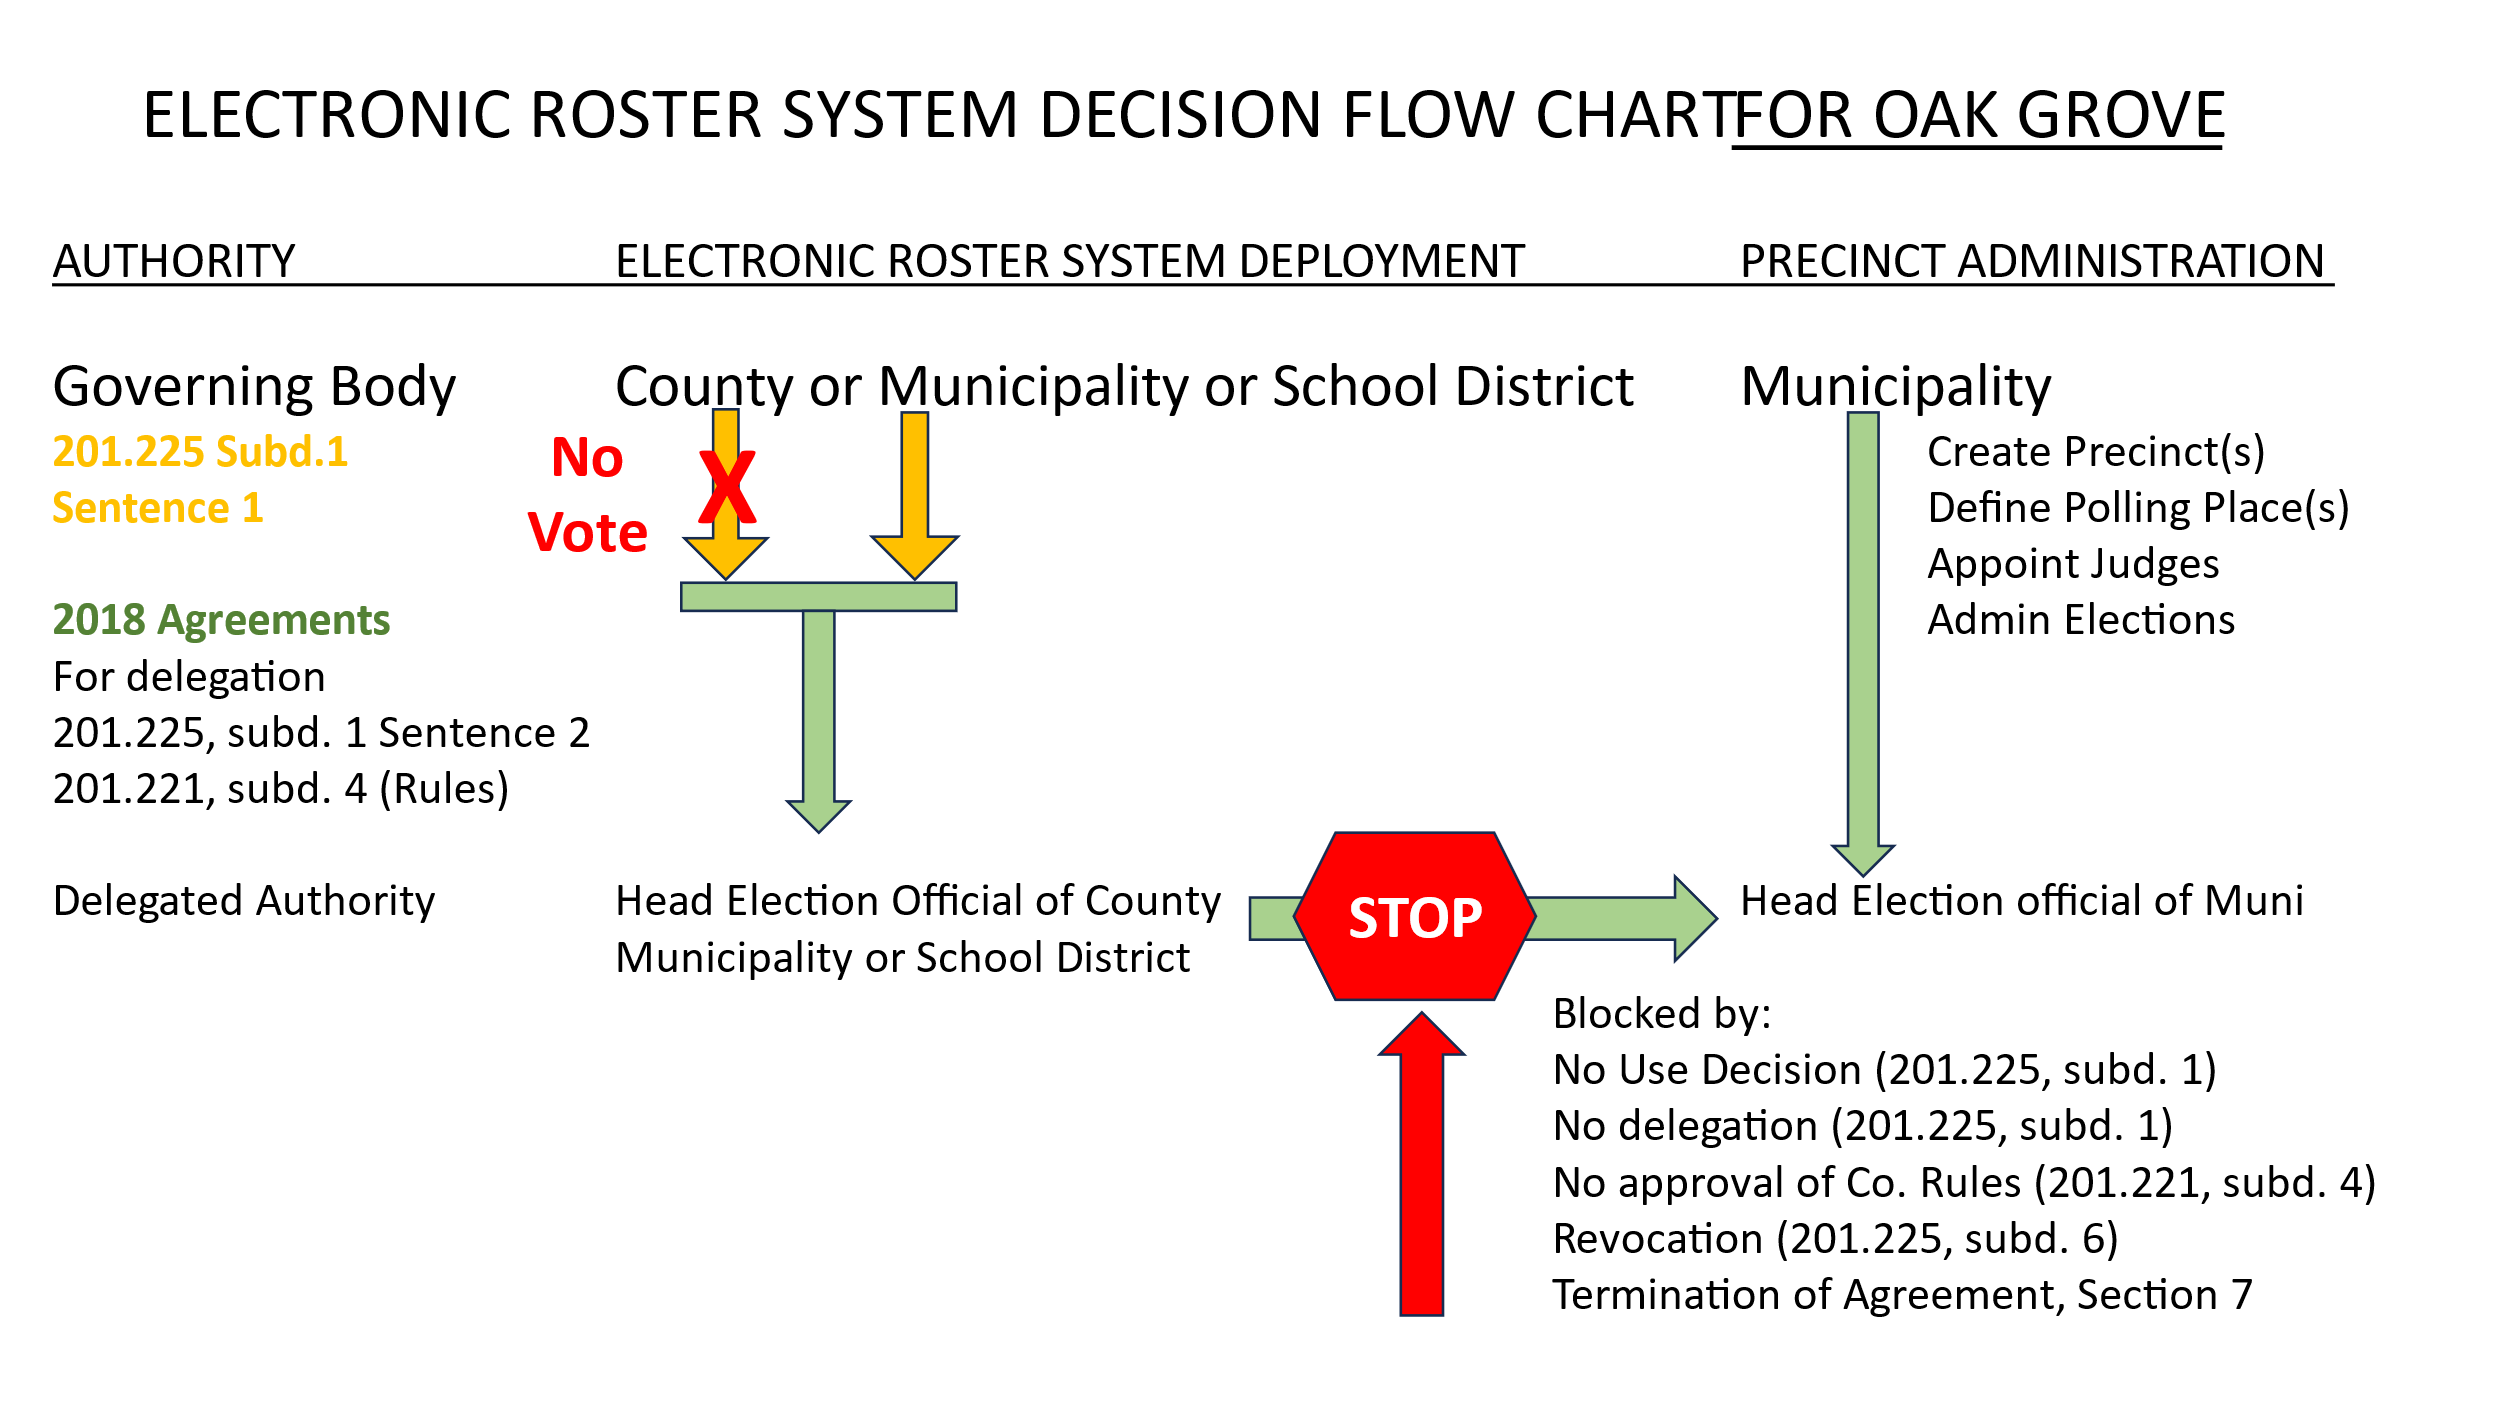 ELECTRONIC ROSTER SYSTEM DECISION FLOW CHART FOR OAK GROVE
AUTHORITY
ELECTRONIC ROSTER SYSTEM DEPLOYMENT
PRECINCT ADMINISTRATION
Governing Body
County or Municipality or School District
Municipality
201.225 Subd.1
Sentence 1
No
Vote
X
Create Precinct(s)
Define Polling Place(s)
Appoint Judges
Admin Elections
2018 Agreements
For delegation
201.225, subd. 1 Sentence 2
201.221, subd. 4 (Rules)
Delegated Authority
Head Election Official of County
Municipality or School District
STOP
Head Election official of Muni
Blocked by:
No Use Decision (201.225, subd. 1)
No delegation (201.225, subd. 1)
No approval of Co. Rules (201.221, subd. 4)
Revocation (201.225, subd. 6)
Termination of Agreement, Section 7